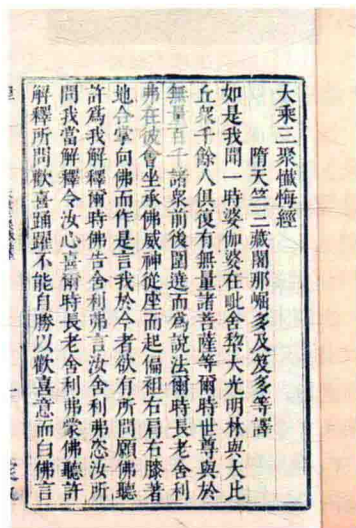 大乘三聚懺悔經
隋天竺三藏闍那崛多及笈多等譯
如是我聞一時婆伽婆在毗舍黎大光明林與大比
丘衆千餘人俱復有無量諸菩薩等爾時世尊與於
無量百千諸衆前後圍遶而爲說法爾時長老舍利
弗在彼會坐承佛威神從座而起偏袒右肩右膝著
地合掌向佛而作是言我於今者欲有所問願佛聽
許爲我解釋爾時佛告舍利弗言汝舍利弗恣汝所
問我當解釋令汝心喜爾時長老舍利弗蒙佛聽許
解釋所問歡喜踊躍不能自勝以歡喜意而白佛言